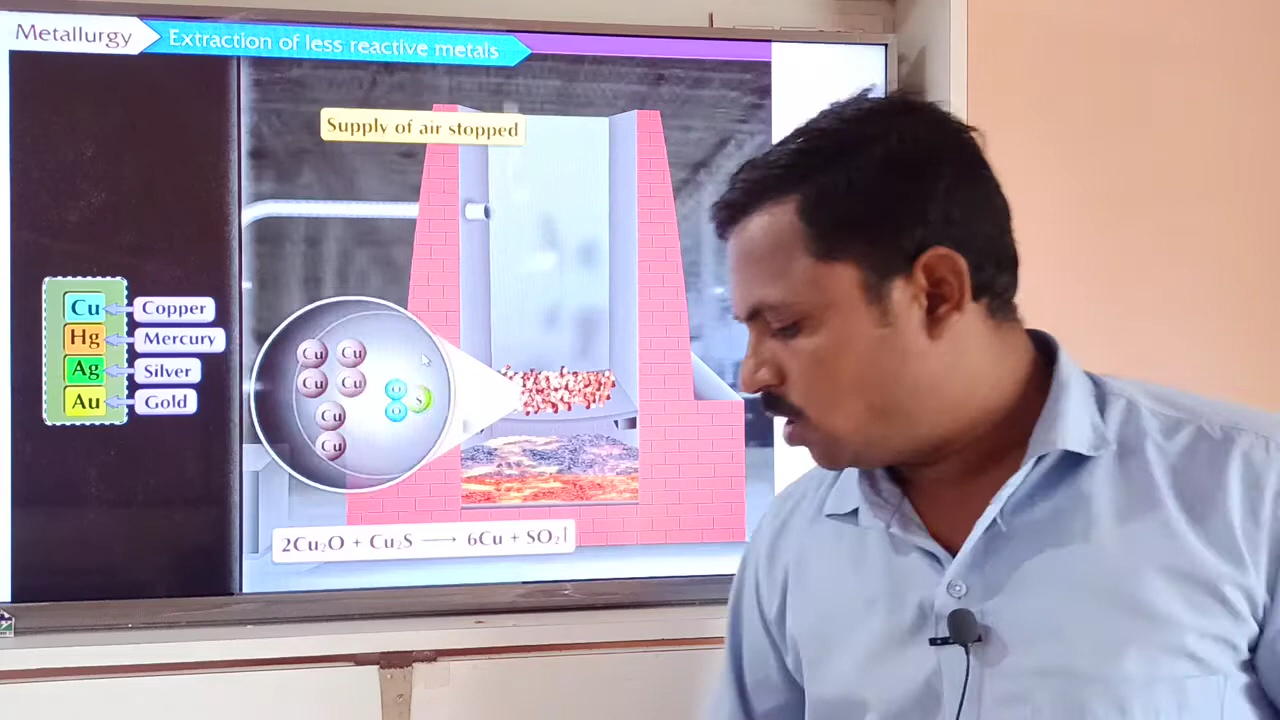 Metallurgy
Extraction of less reactive metals
Supply of air stopped
Cu Copper
Hg Mercury
Ag Silver
Au Gold
Cu Cu
Cu Cu
Cu
Cu
O
O
S
2Cu₂O + Cu₂S ⟶ 6Cu + SO₂↑